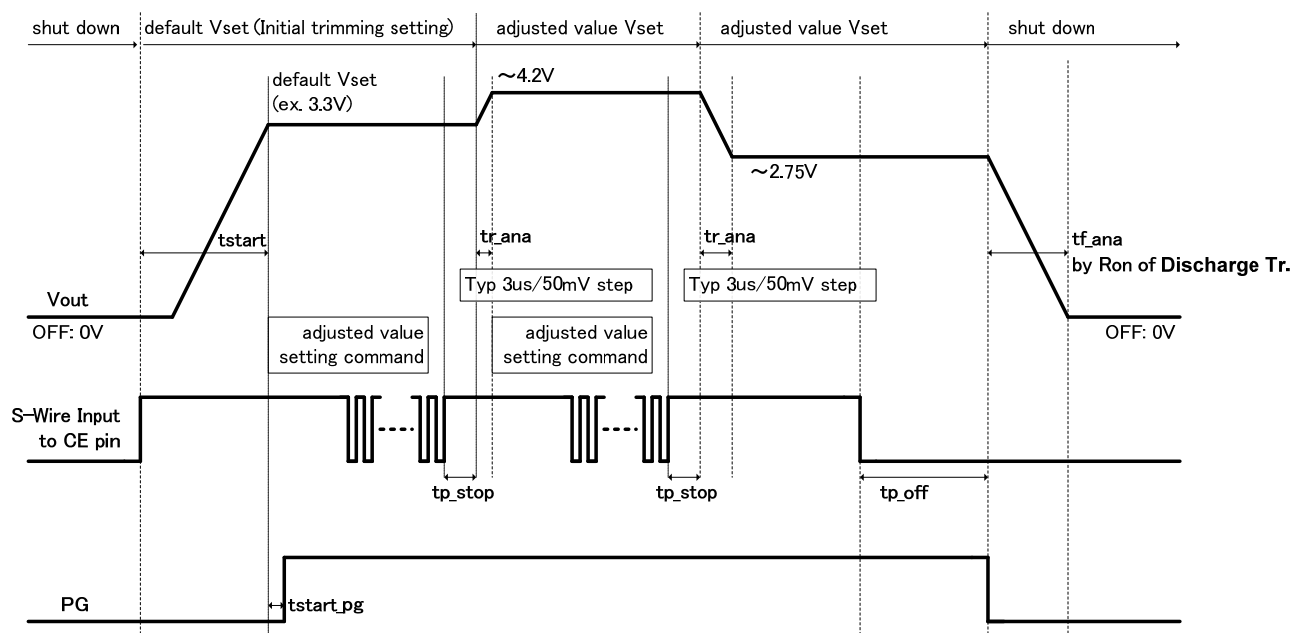 shut down
default Vset (Initial trimming setting)
adjusted value Vset
adjusted value Vset
shut down
default Vset
(ex. 3.3V)
～4.2V
～2.75V
tstart
tr_ana
tr_ana
tf_ana
by Ron of Discharge Tr.
Typ 3us/50mV step
Typ 3us/50mV step
Vout
OFF: 0V
OFF: 0V
adjusted value
setting command
adjusted value
setting command
S-Wire Input
to CE pin
tp_stop
tp_stop
tp_off
PG
tstart_pg